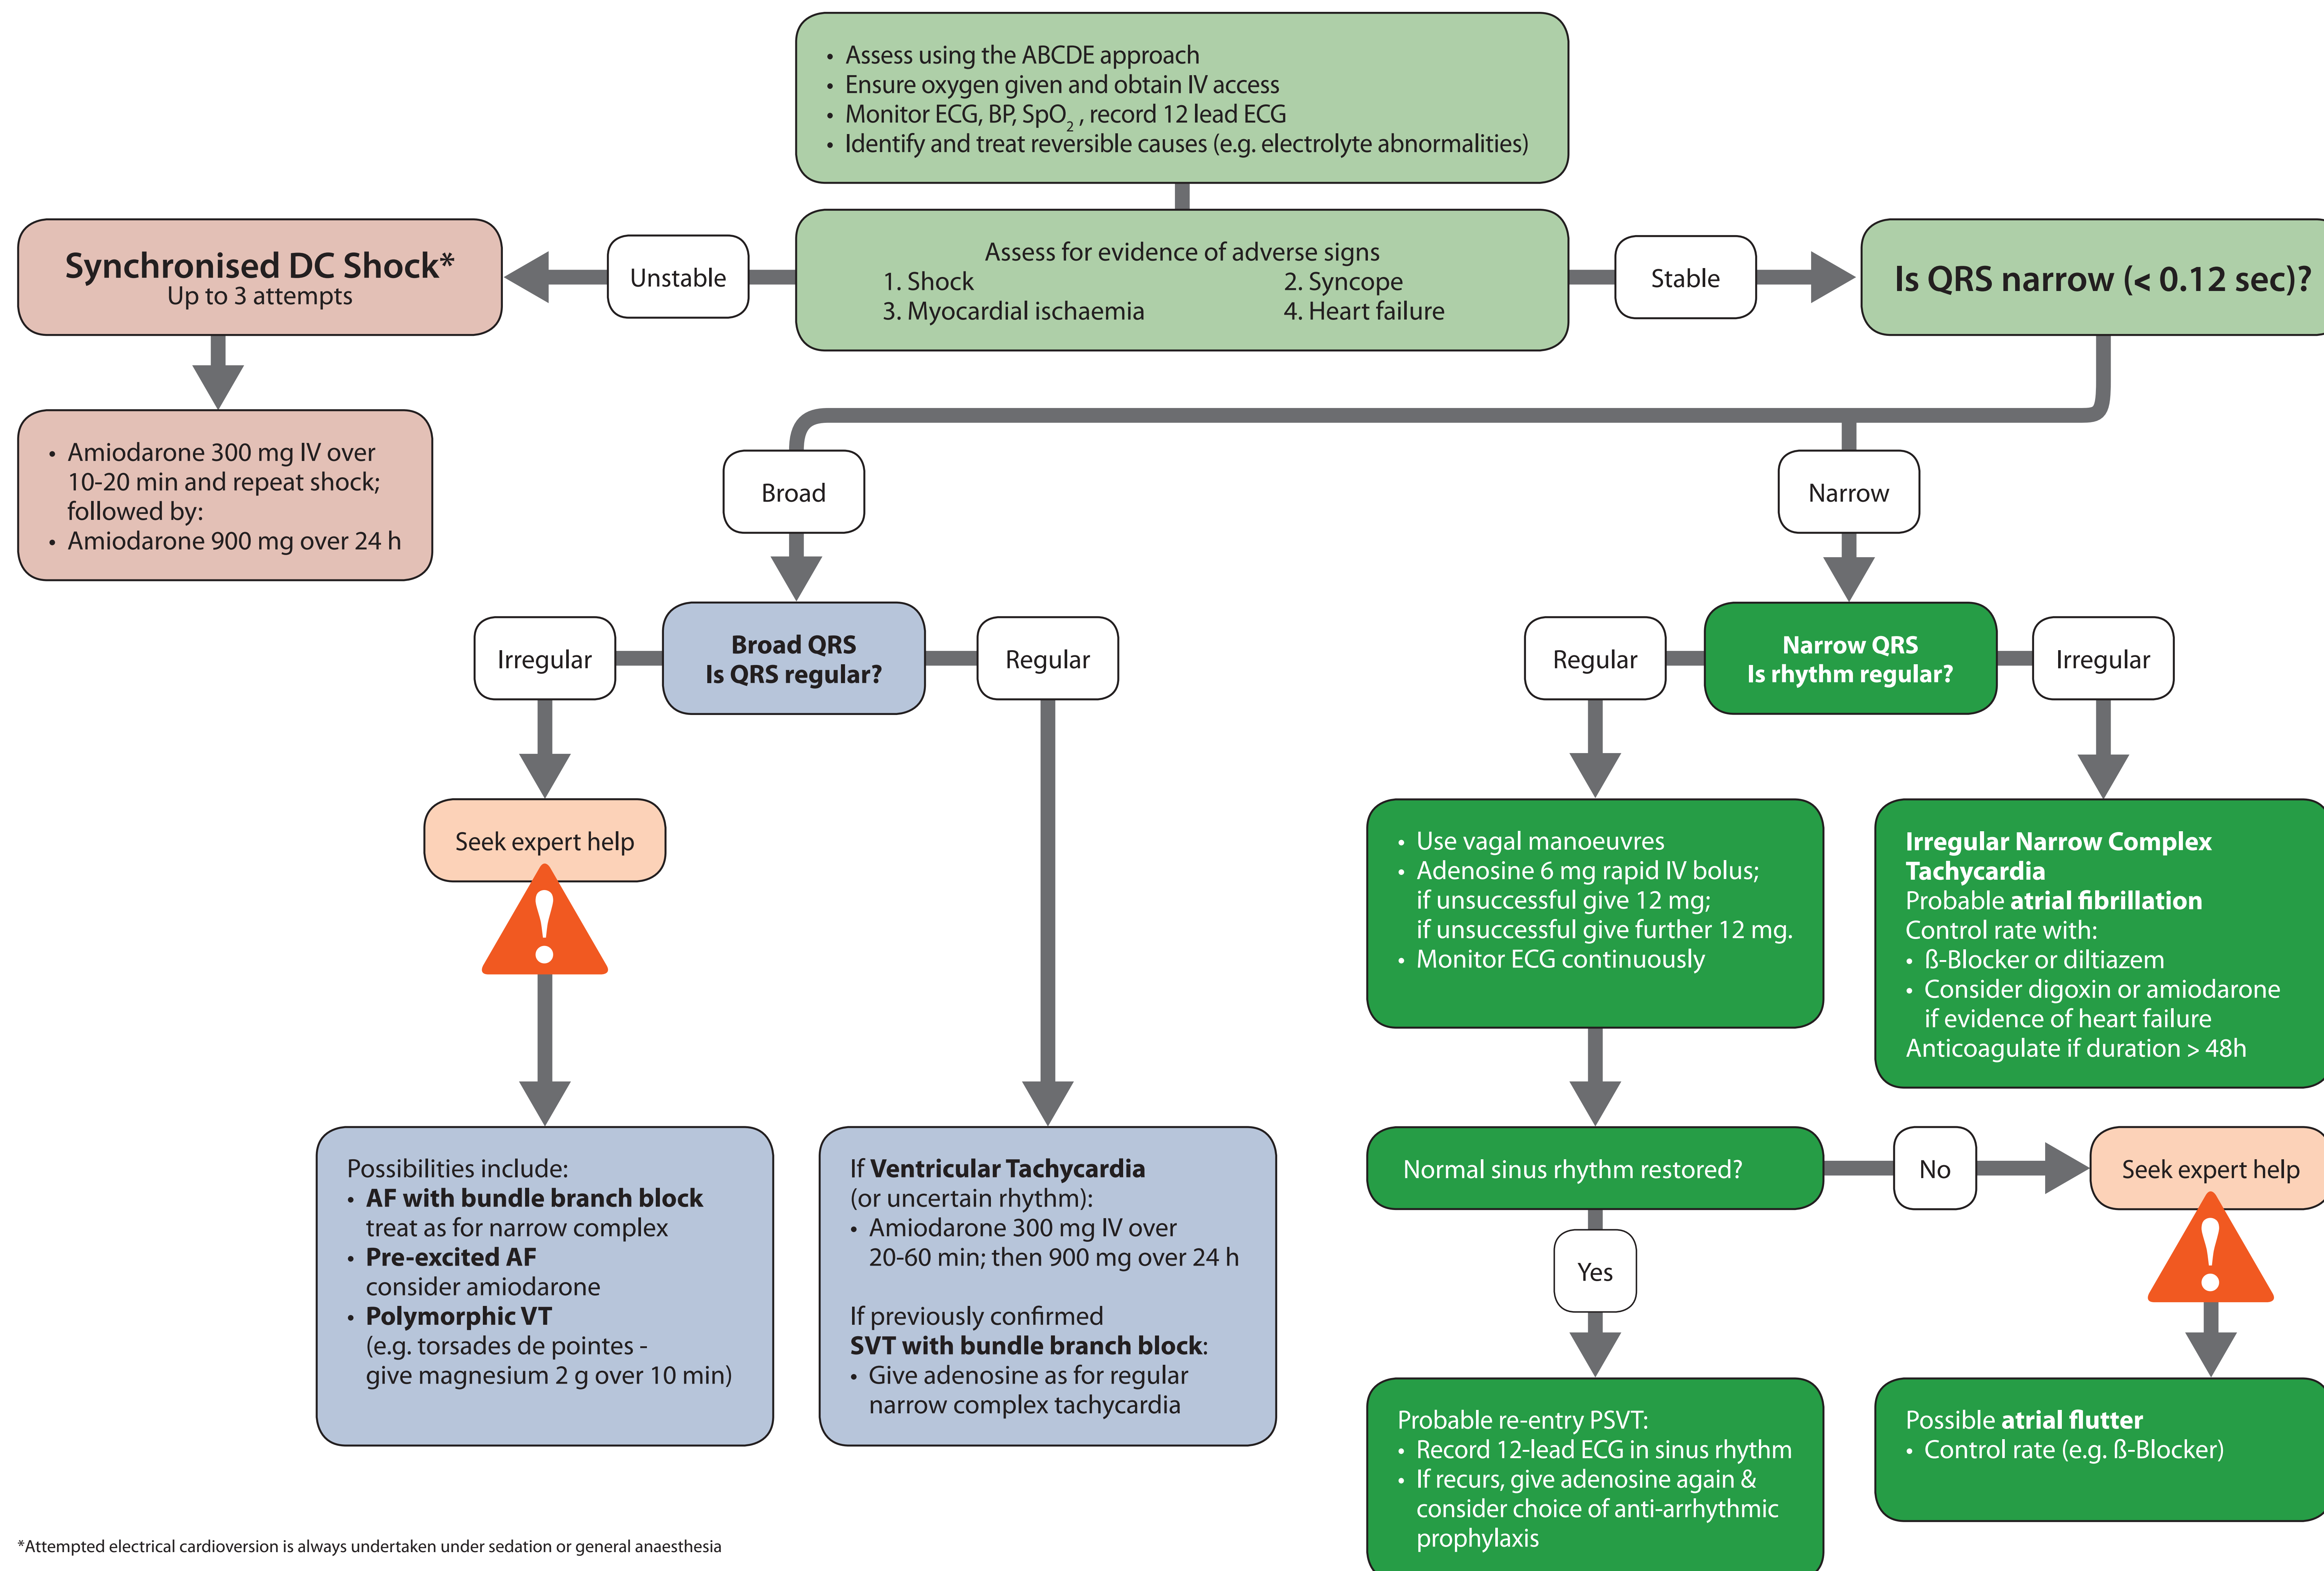 • Assess using the ABCDE approach
• Ensure oxygen given and obtain IV access
• Monitor ECG, BP, SpO₂ , record 12 lead ECG
• Identify and treat reversible causes (e.g. electrolyte abnormalities)
Synchronised DC Shock*
Up to 3 attempts
Unstable
Assess for evidence of adverse signs
1. Shock 2. Syncope
3. Myocardial ischaemia 4. Heart failure
Stable
Is QRS narrow (< 0.12 sec)?
• Amiodarone 300 mg IV over
10-20 min and repeat shock;
followed by:
• Amiodarone 900 mg over 24 h
Broad
Narrow
Irregular
Broad QRS
Is QRS regular?
Regular
Regular
Narrow QRS
Is rhythm regular?
Irregular
Seek expert help
!
• Use vagal manoeuvres
• Adenosine 6 mg rapid IV bolus;
if unsuccessful give 12 mg;
if unsuccessful give further 12 mg.
• Monitor ECG continuously
Irregular Narrow Complex
Tachycardia
Probable atrial fibrillation
Control rate with:
• ß-Blocker or diltiazem
• Consider digoxin or amiodarone
if evidence of heart failure
Anticoagulate if duration > 48h
Possibilities include:
• AF with bundle branch block
treat as for narrow complex
• Pre-excited AF
consider amiodarone
• Polymorphic VT
(e.g. torsades de pointes -
give magnesium 2 g over 10 min)
If Ventricular Tachycardia
(or uncertain rhythm):
• Amiodarone 300 mg IV over
20-60 min; then 900 mg over 24 h
If previously confirmed
SVT with bundle branch block:
• Give adenosine as for regular
narrow complex tachycardia
Normal sinus rhythm restored?
No
Seek expert help
!
Yes
Probable re-entry PSVT:
• Record 12-lead ECG in sinus rhythm
• If recurs, give adenosine again &
consider choice of anti-arrhythmic
prophylaxis
Possible atrial flutter
• Control rate (e.g. ß-Blocker)
*Attempted electrical cardioversion is always undertaken under sedation or general anaesthesia